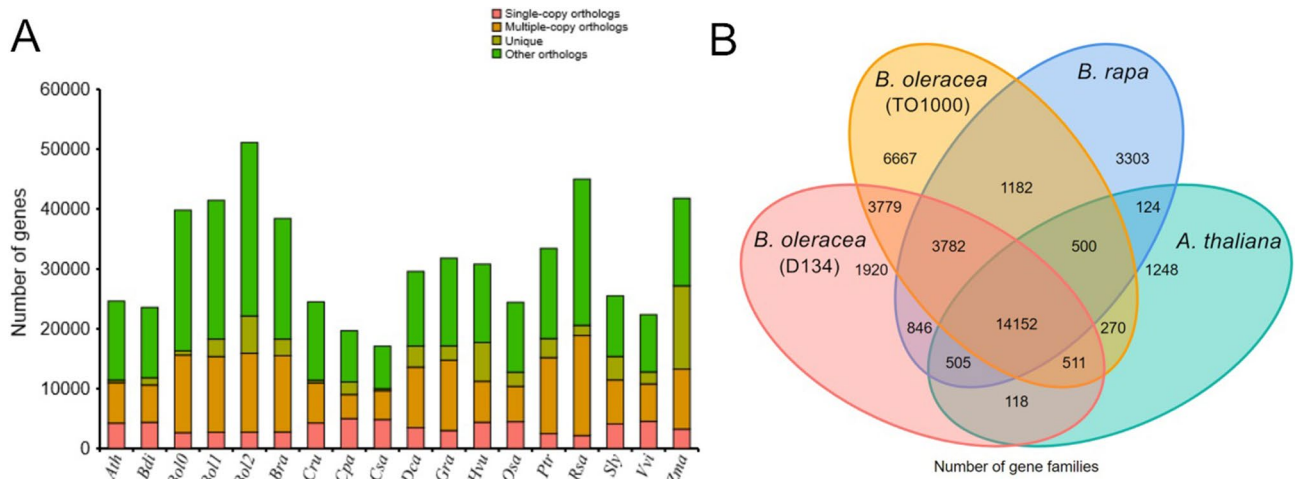 A
Single-copy orthologs
Multiple-copy orthologs
Unique
Other orthologs
Number of genes
60000
50000
40000
30000
20000
10000
0
Ath
Bdi
Bol0
Bol1
Bol2
Bra
Cru
Cpa
Csa
Dca
Gra
Hvu
Osa
Ptr
Rsa
Sly
Vvi
Zma
B
B. oleracea
(TO1000)
B. rapa
6667
3303
1182
3779
124
B. oleracea
(D134)
3782
500
A. thaliana
1920
1248
846
14152
270
505
511
118
Number of gene families